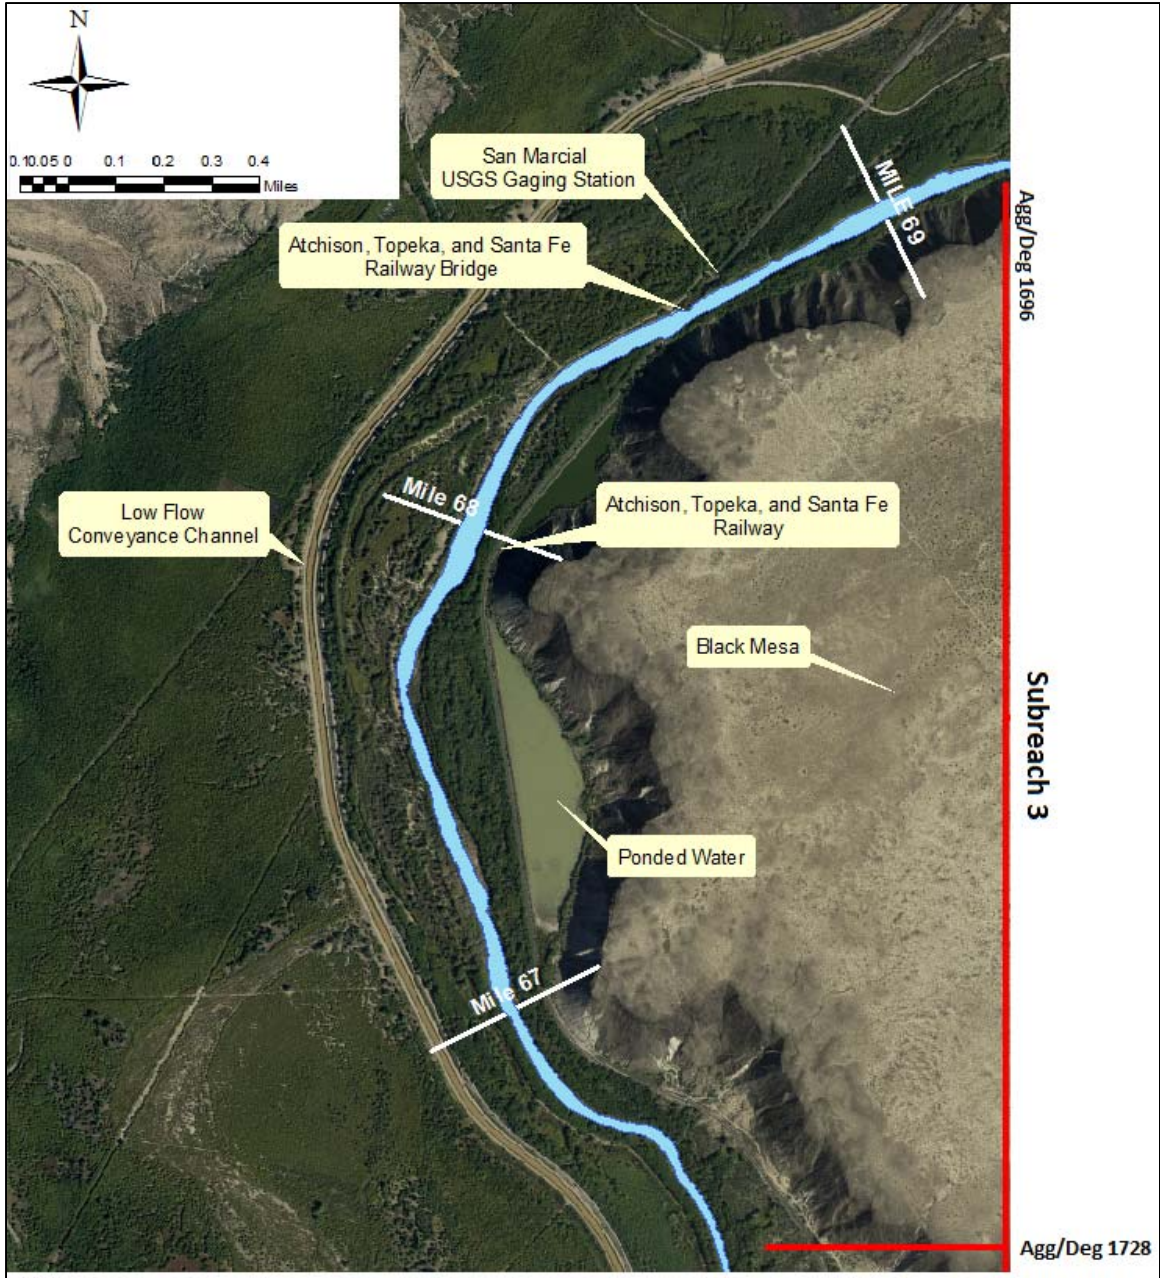 N
0.10.05 0 0.1 0.2 0.3 0.4
Miles
San Marcial
USGS Gaging Station
MILE 69
Agg/Deg 1696
Atchison, Topeka, and Santa Fe
Railway Bridge
Mile 68
Low Flow
Conveyance Channel
Atchison, Topeka, and Santa Fe
Railway
Black Mesa
Subreach 3
Ponded Water
Mile 67
Agg/Deg 1728